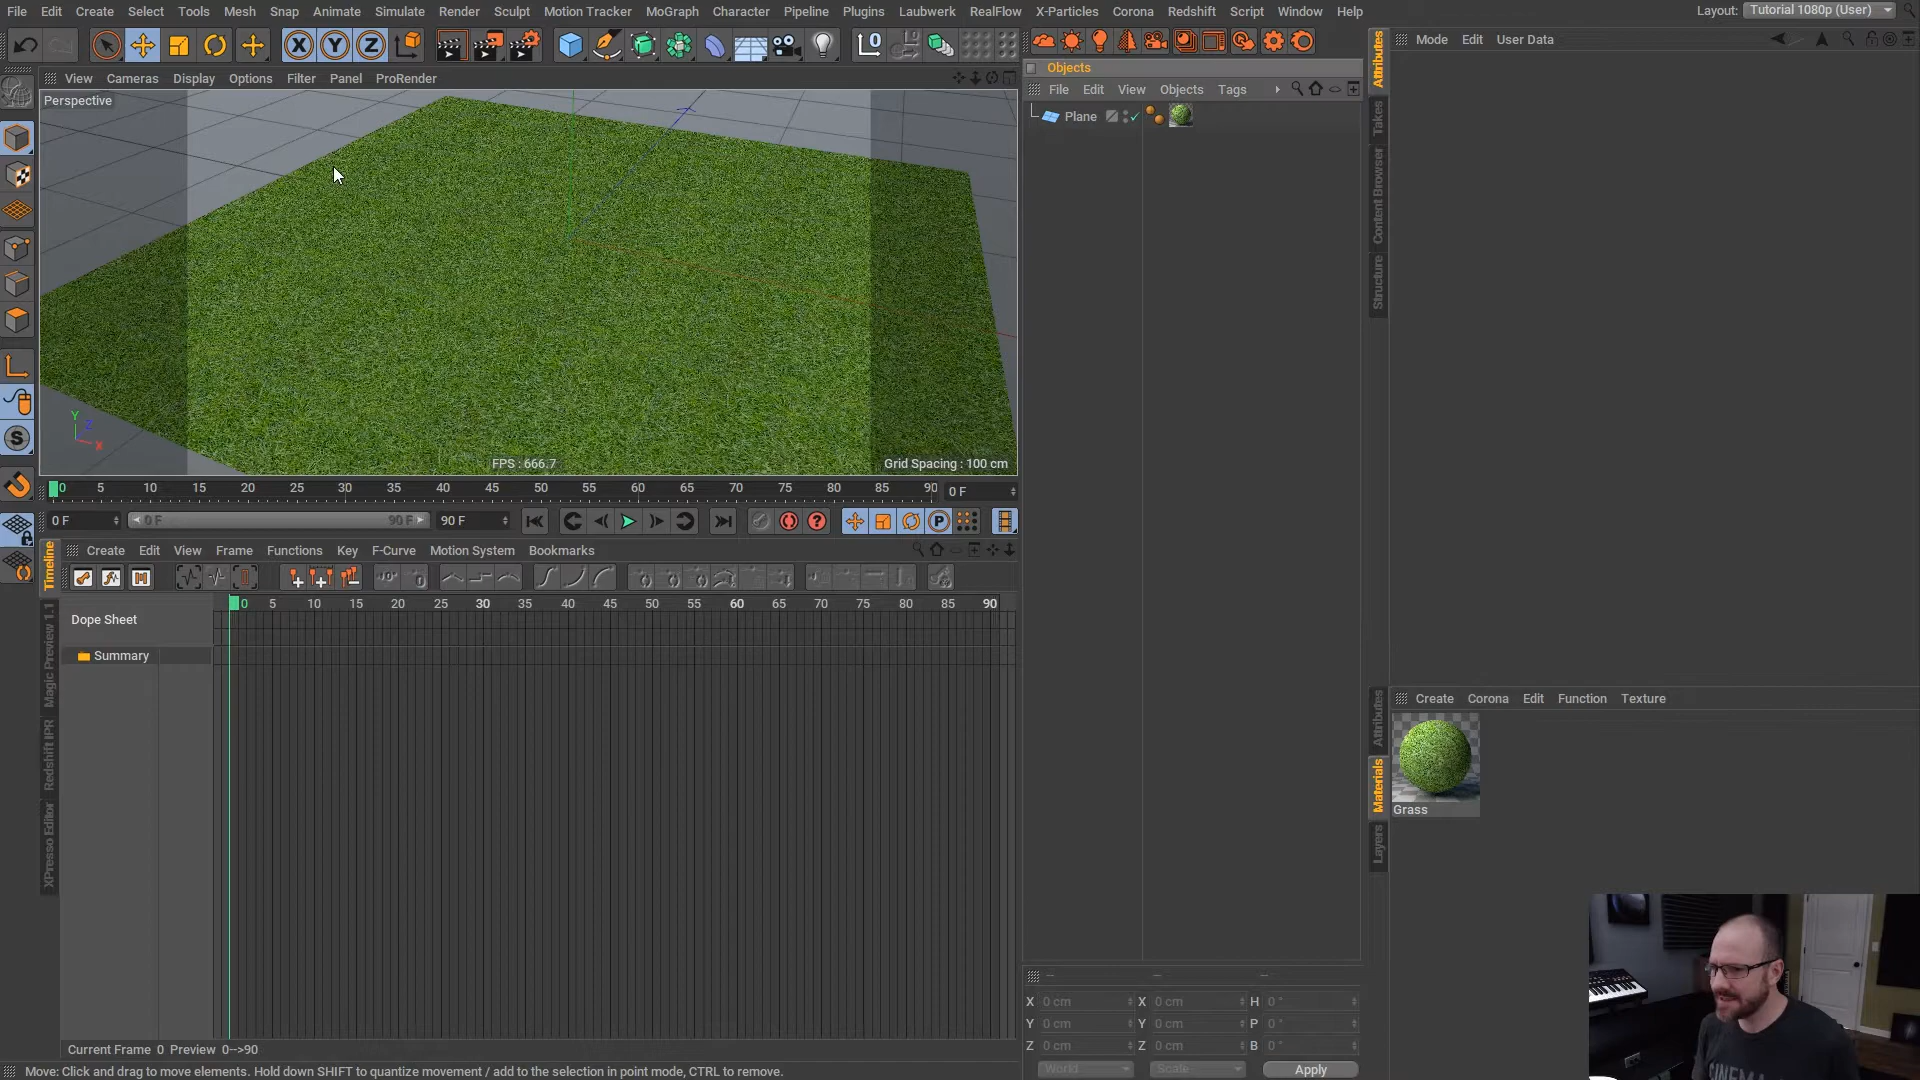 File Edit Create Select Tools Mesh Snap Animate Simulate Render Sculpt Motion Tracker MoGraph Character Pipeline Plugins Laubwerk RealFlow X-Particles Corona Redshift Script Window Help
Layout: Tutorial 1080p (User)
View Cameras Display Options Filter Panel ProRender
Perspective
FPS : 666.7
Grid Spacing : 100 cm
Y
Z
X
Objects
File Edit View Objects Tags
Plane
Attributes
Takes
Content Browser
Structure
Mode Edit User Data
0 5 10 15 20 25 30 35 40 45 50 55 60 65 70 75 80 85 90
0 F
0 F
0 F
90 F
90 F
Timeline
Magic Preview 1.1
Redshift IPR
XPresso Editor
Create Edit View Frame Functions Key F-Curve Motion System Bookmarks
0 5 10 15 20 25 30 35 40 45 50 55 60 65 70 75 80 85 90
Dope Sheet
Summary
Attributes
Materials
Layers
Create Corona Edit Function Texture
Grass
X 0 cm X 0 cm H 0 °
Y 0 cm Y 0 cm P 0 °
Z 0 cm Z 0 cm B 0 °
World Scale Apply
Current Frame 0 Preview 0-->90
Move: Click and drag to move elements. Hold down SHIFT to quantize movement / add to the selection in point mode, CTRL to remove.